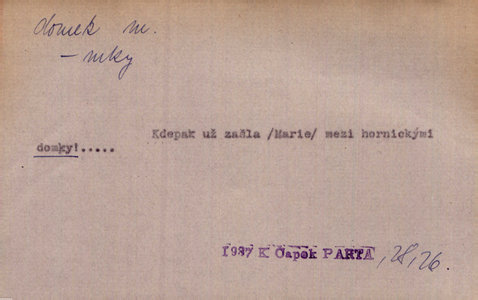 domek m.
- mky
Kdepak už zašla /Marie/ mezi hornickými
domky!.....
1937 K Čapek PARTA, 28, 26.